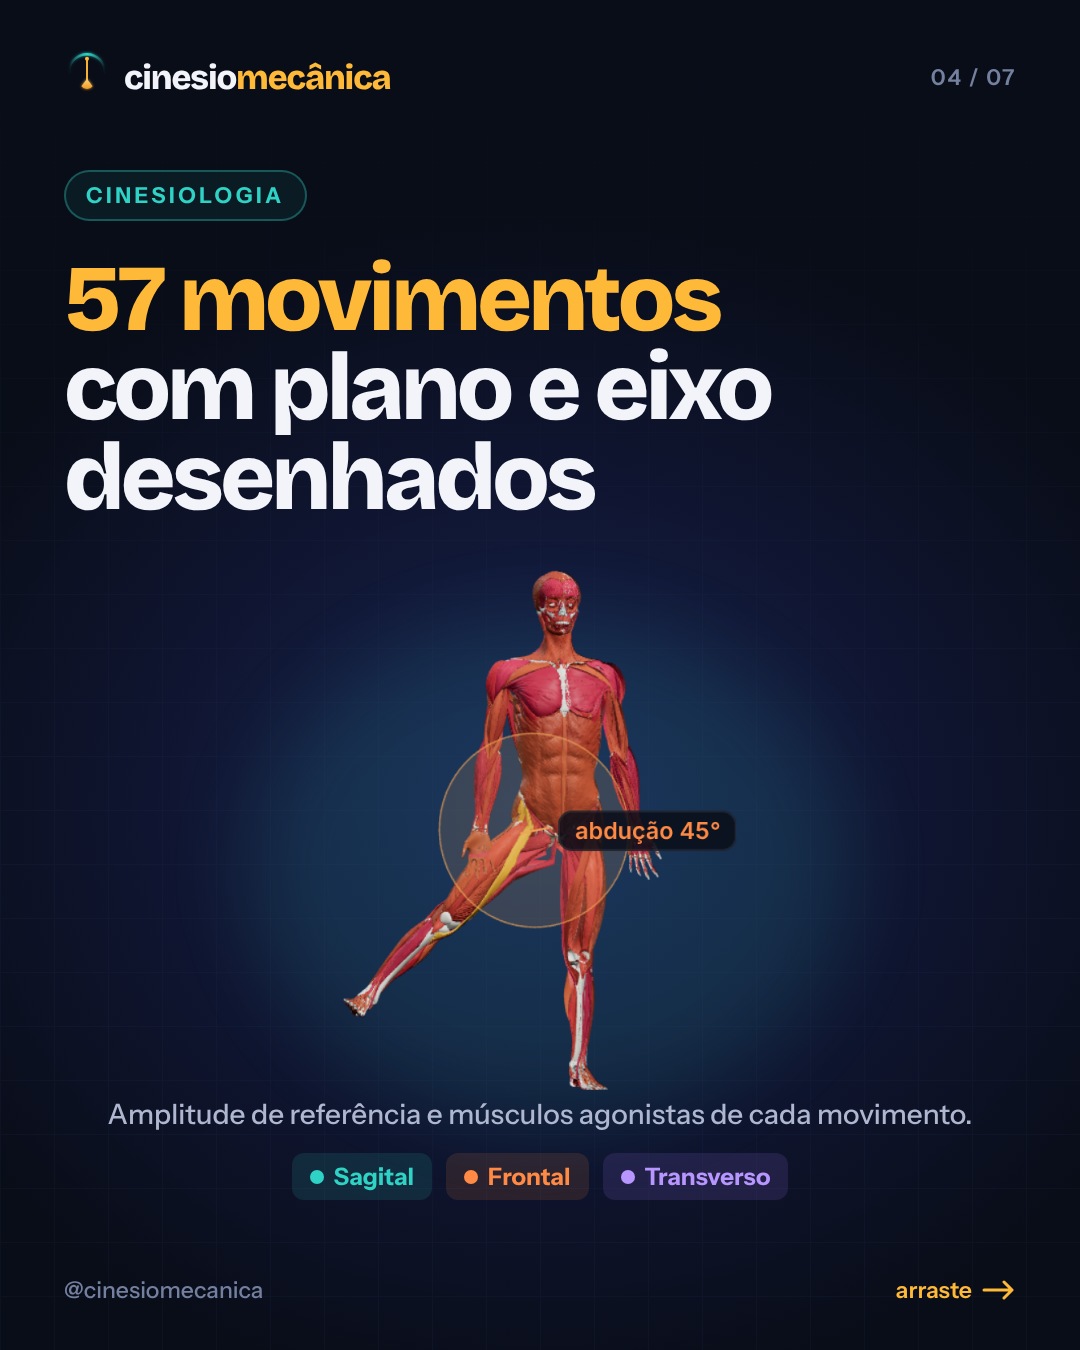 cinesiomecânica
04 / 07
CINESIOLOGIA
57 movimentos
com plano e eixo
desenhados
abdução 45°
Amplitude de referência e músculos agonistas de cada movimento.
Sagital
Frontal
Transverso
@cinesiomecanica
arraste →